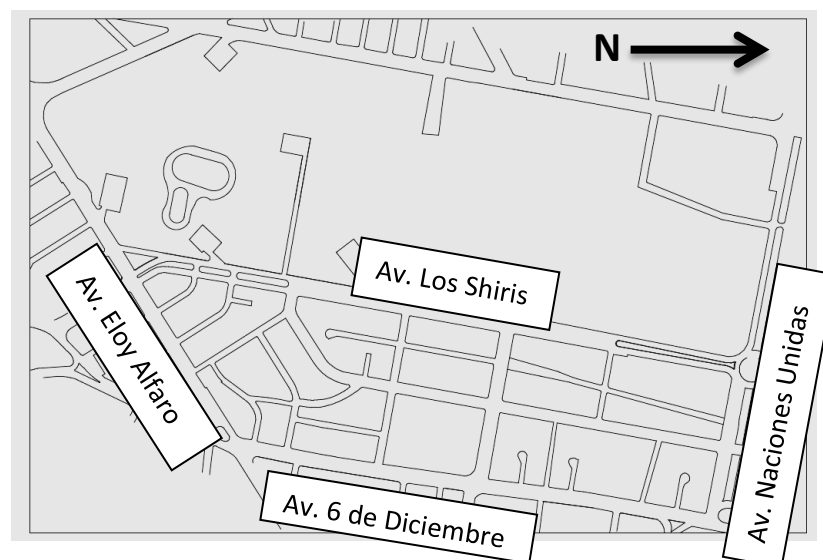 N
Av. Los Shiris
Av. Eloy Alfaro
Av. Naciones Unidas
Av. 6 de Diciembre